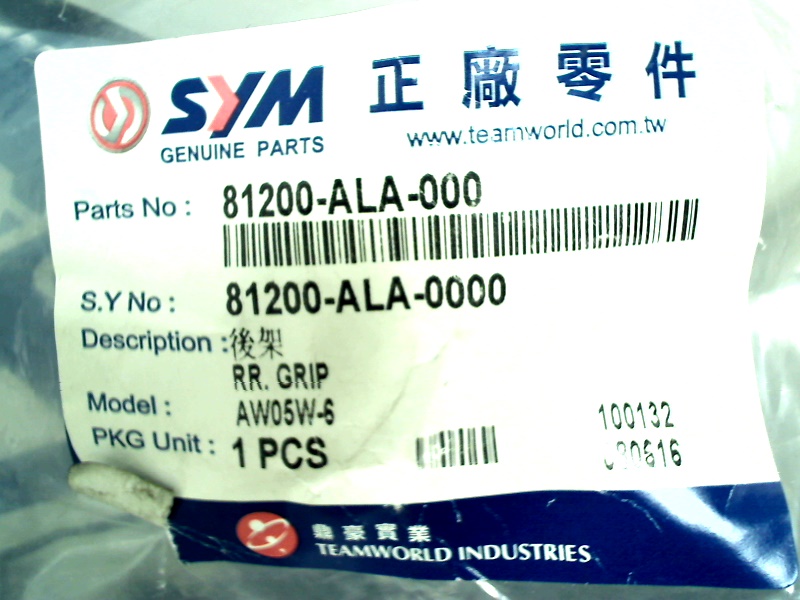 SYM 正廠零件
GENUINE PARTS www.teamworld.com.tw
Parts No : 81200-ALA-000
S.Y No : 81200-ALA-0000
Description : 後架
RR. GRIP
Model : AW05W-6 100132
PKG Unit : 1 PCS
鼎豪實業
TEAMWORLD INDUSTRIES